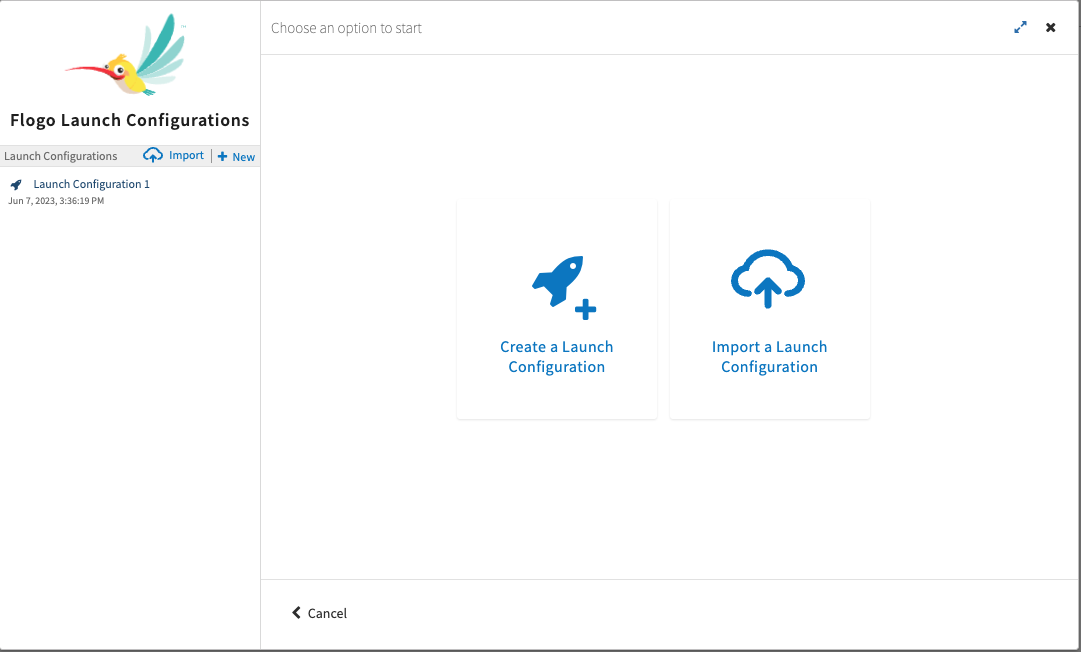 Choose an option to start
Flogo Launch Configurations
Launch Configurations Import | + New
Launch Configuration 1
Jun 7, 2023, 3:36:19 PM
Create a Launch
Configuration
Import a Launch
Configuration
Cancel